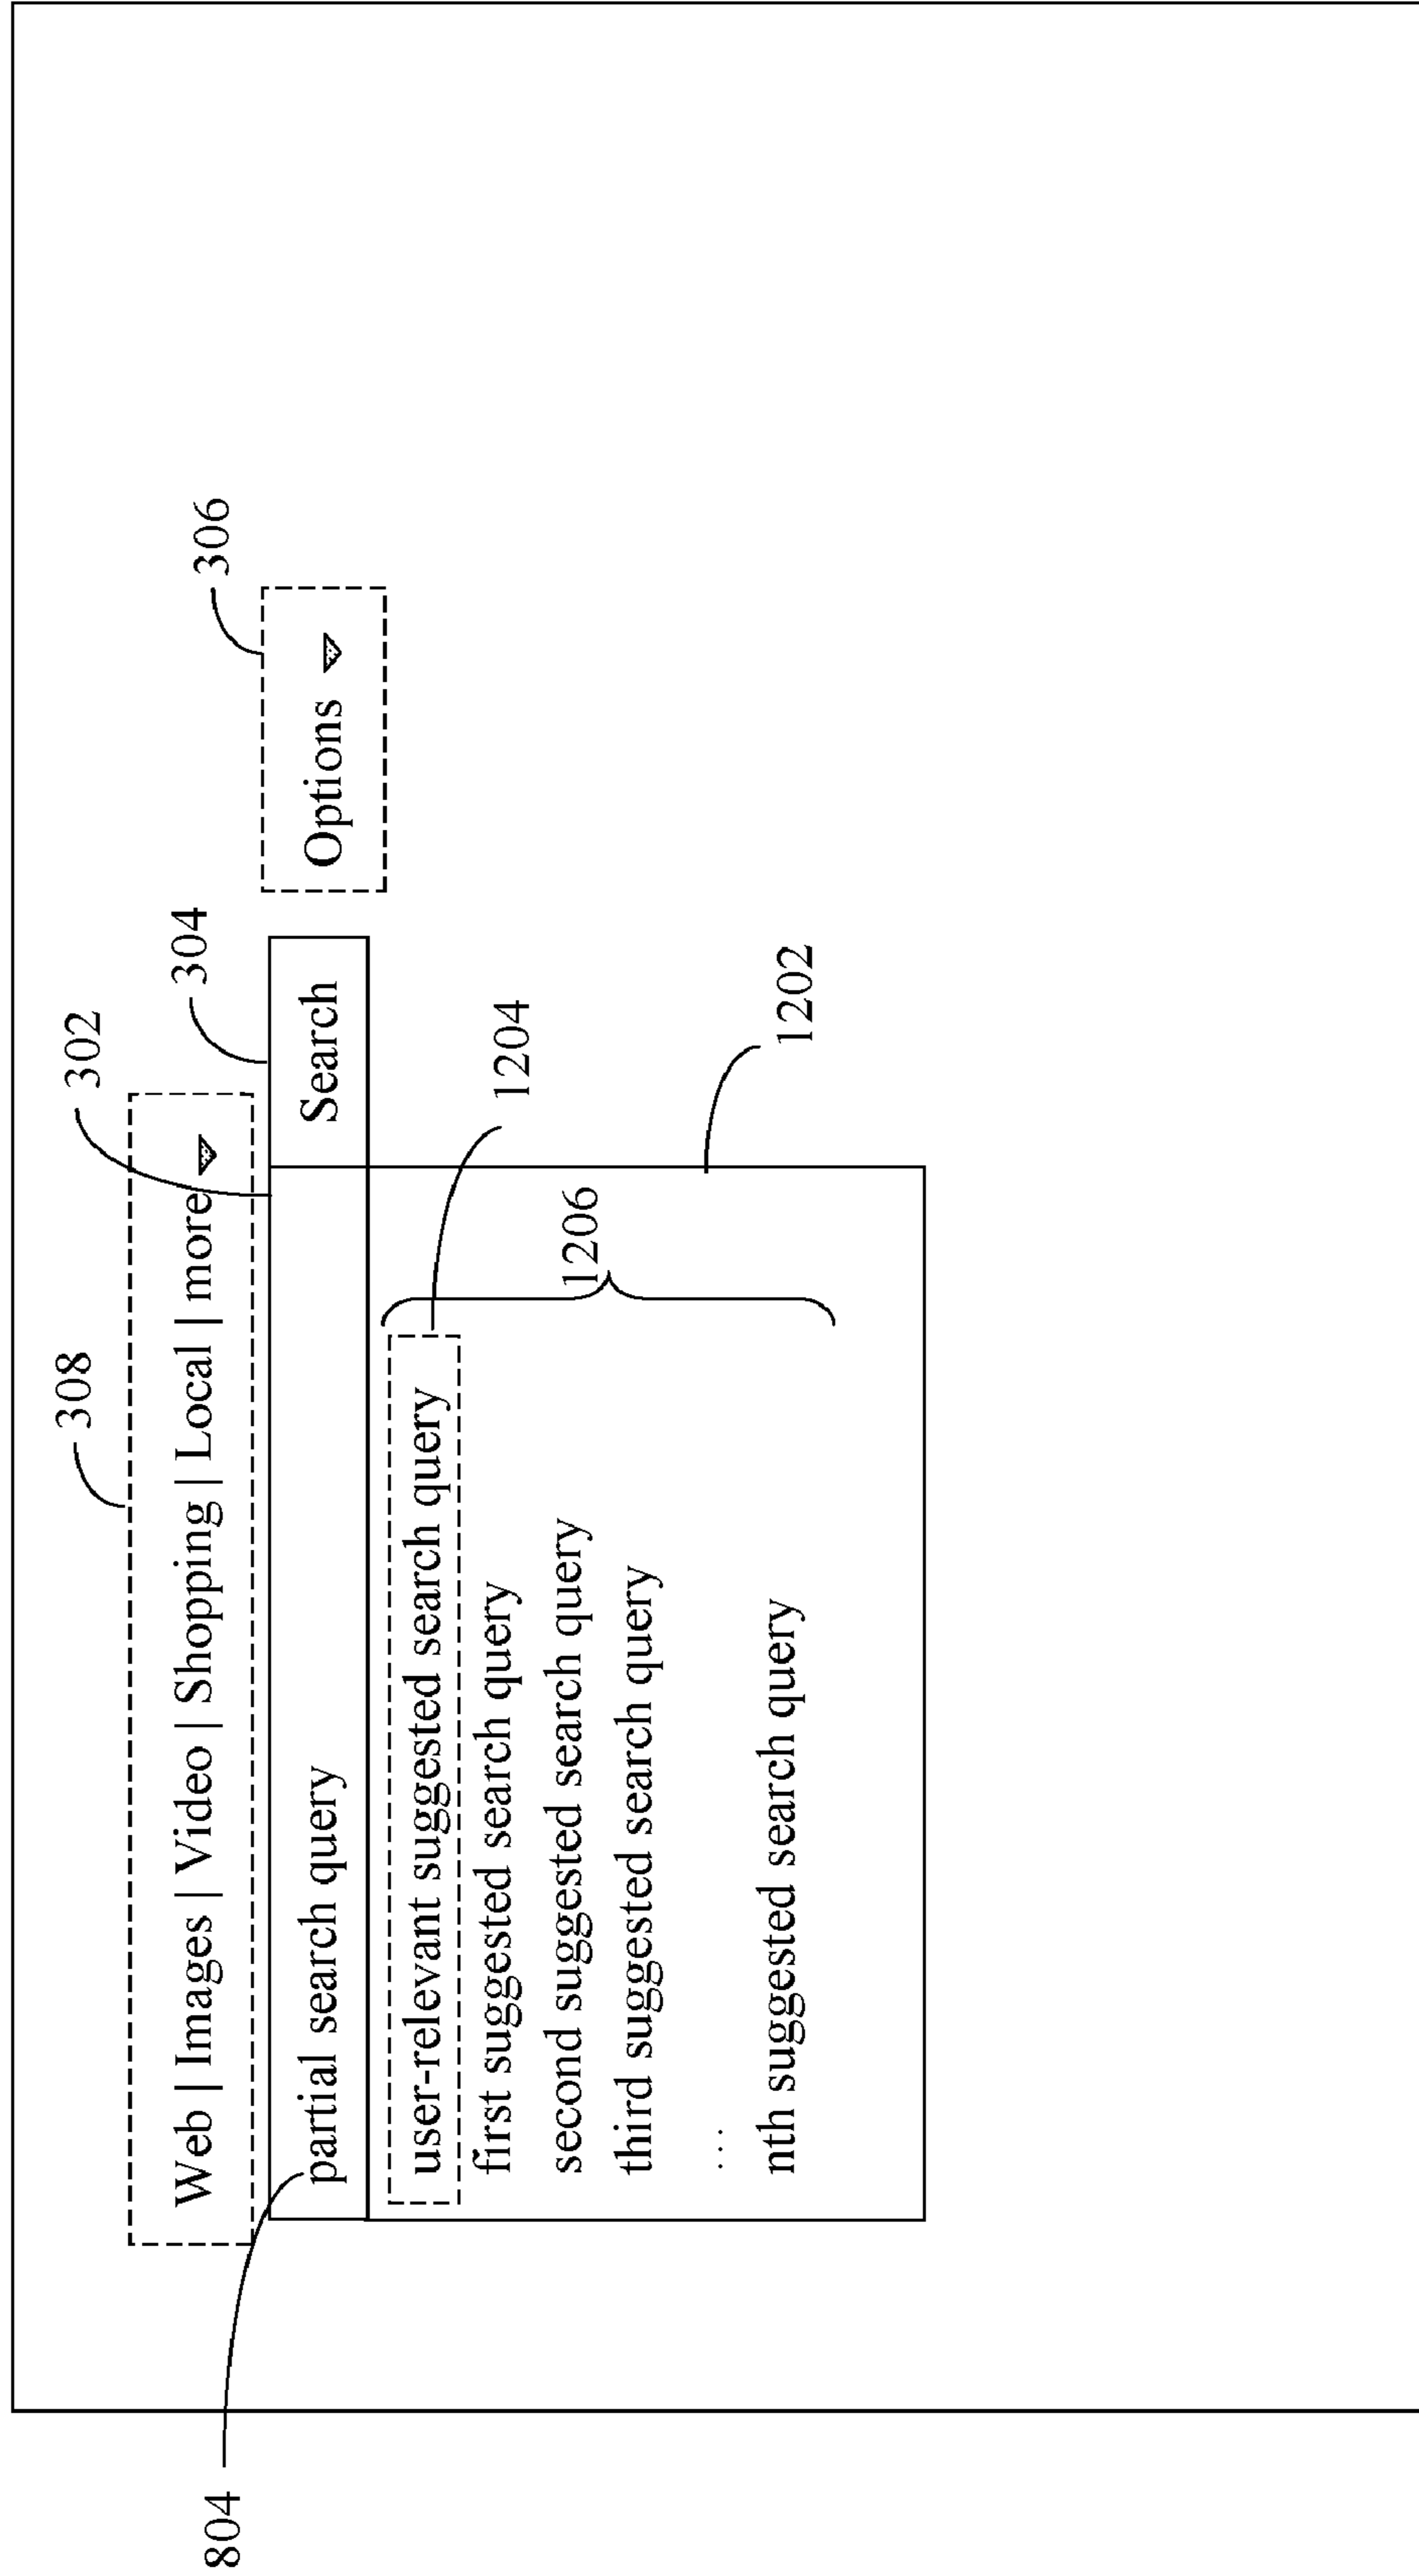 308
302
Web | Images | Video | Shopping | Local | more
304
306
804
partial search query
Search
Options
user-relevant suggested search query
1204
first suggested search query
second suggested search query
1206
third suggested search query
...
nth suggested search query
1202